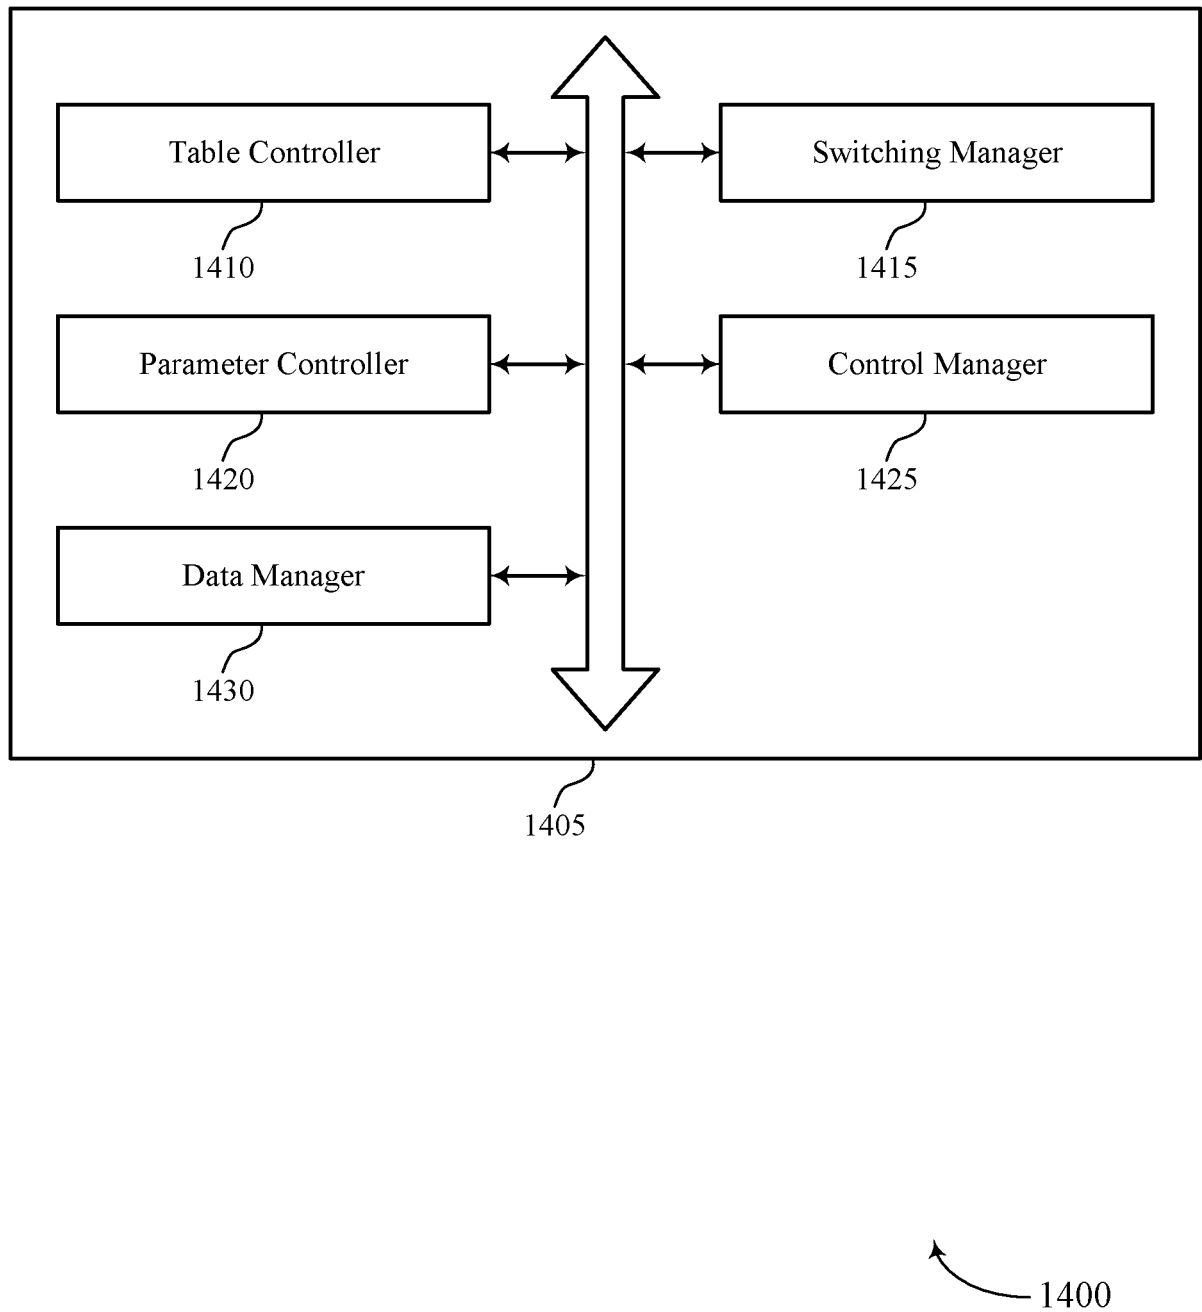 Table Controller
Switching Manager
1410
1415
Parameter Controller
Control Manager
1420
1425
Data Manager
1430
1405
1400